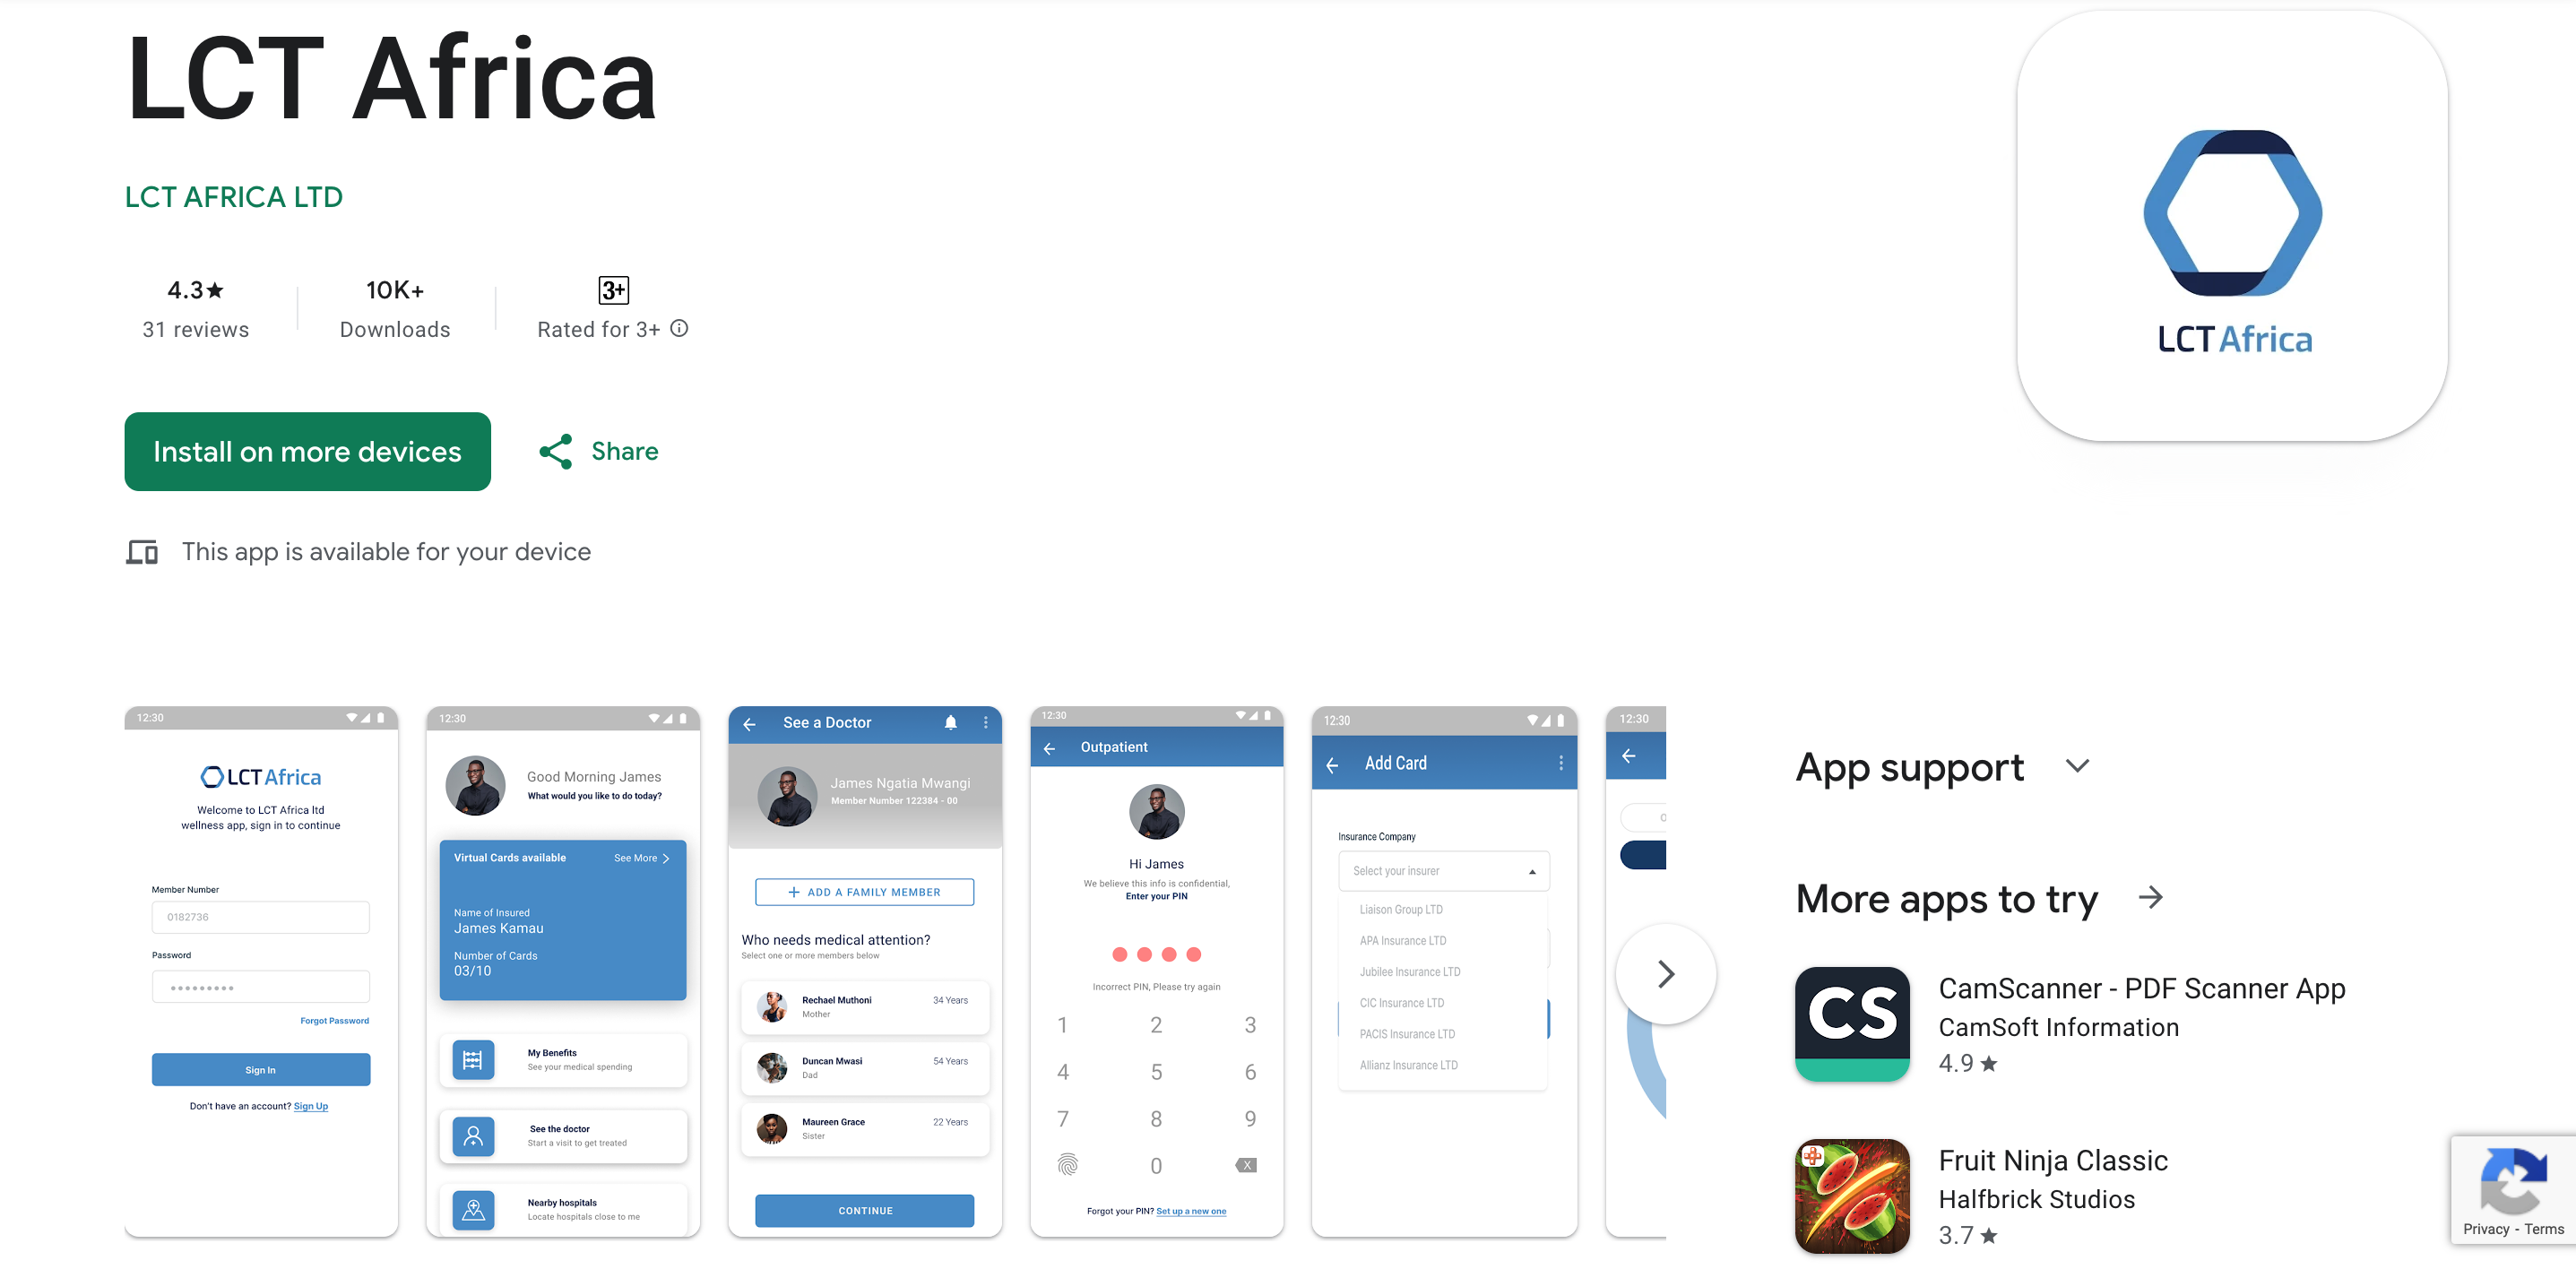 LCT Africa
LCT AFRICA LTD
4.3★
31 reviews
10K+
Downloads
3+
Rated for 3+
Install on more devices
Share
This app is available for your device
LCT Africa
12:30
LCT Africa
Welcome to LCT Africa ltd
wellness app, sign in to continue
Member Number
0182736
Password
Forgot Password
Sign In
Don't have an account? Sign Up
12:30
Good Morning James
What would you like to do today?
Virtual Cards available
See More
Name of Insured
James Kamau
Number of Cards
03/10
My Benefits
See your medical spending
See the doctor
Start a visit to get treated
Nearby hospitals
Locate hospitals close to me
See a Doctor
James Ngatia Mwangi
Member Number 122384 - 00
+ ADD A FAMILY MEMBER
Who needs medical attention?
Select one or more members below
Rechael Muthoni
34 Years
Mother
Duncan Mwasi
54 Years
Dad
Maureen Grace
22 Years
Sister
CONTINUE
12:30
Outpatient
Hi James
We believe this info is confidential,
Enter your PIN
Incorrect PIN, Please try again
1 2 3
4 5 6
7 8 9
0 X
Forgot your PIN? Set up a new one
12:30
Add Card
Insurance Company
Select your insurer
Liaison Group LTD
APA Insurance LTD
Jubilee Insurance LTD
CIC Insurance LTD
PACIS Insurance LTD
Allianz Insurance LTD
12:30
App support
More apps to try
CS
CamScanner - PDF Scanner App
CamSoft Information
4.9★
Fruit Ninja Classic
Halfbrick Studios
3.7★
Privacy - Terms